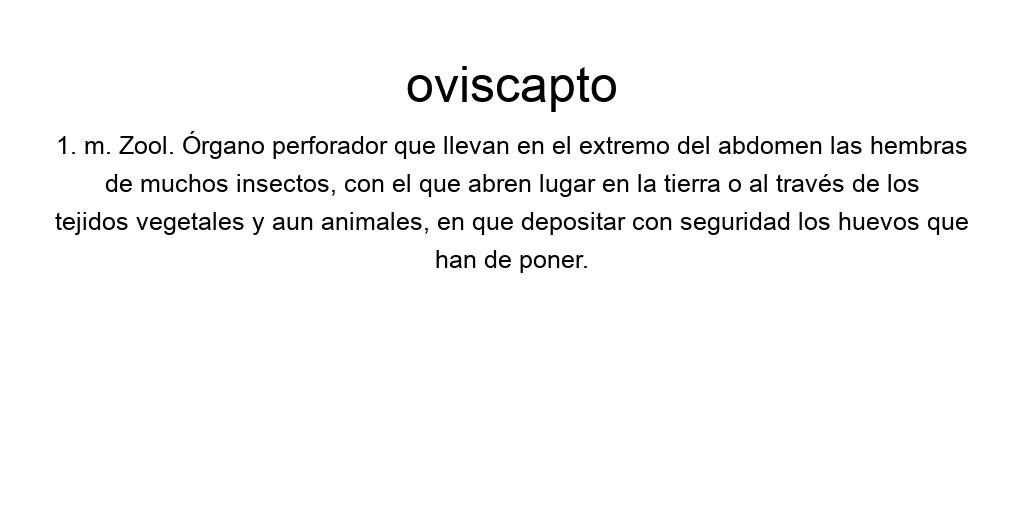 oviscapto
1. m. Zool. Órgano perforador que llevan en el extremo del abdomen las hembras
de muchos insectos, con el que abren lugar en la tierra o al través de los
tejidos vegetales y aun animales, en que depositar con seguridad los huevos que
han de poner.